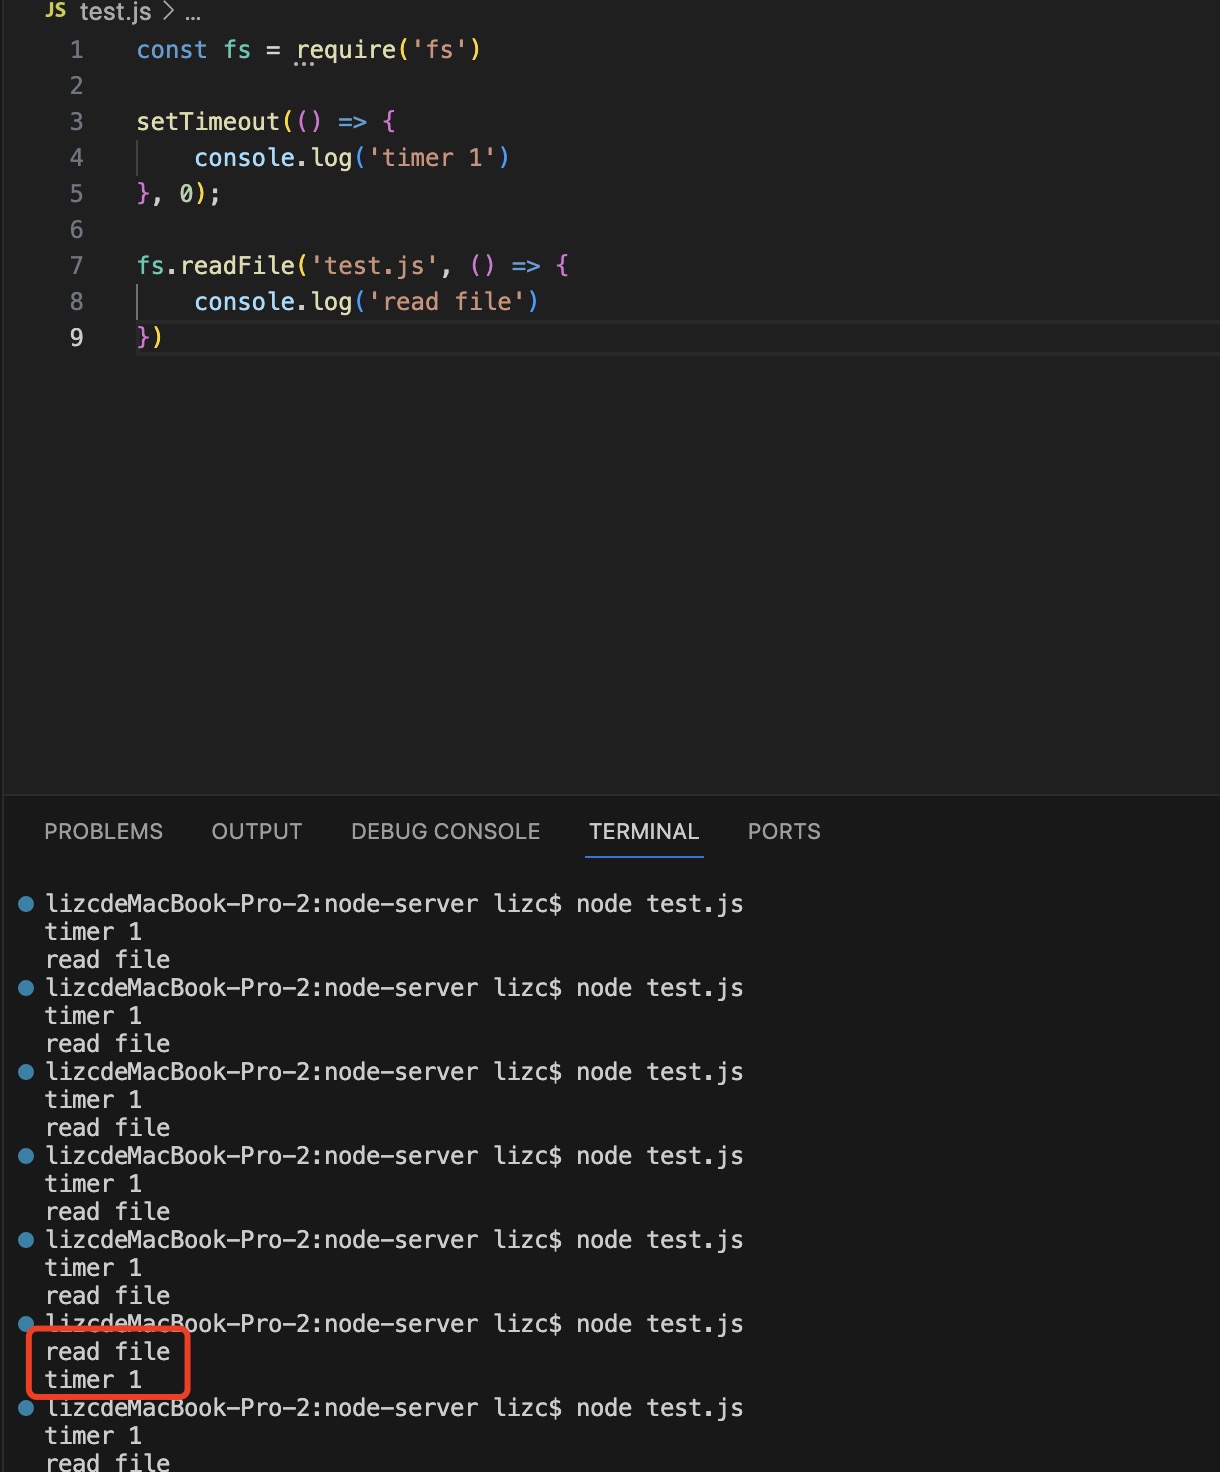 JS test.js > ...
1 const fs = require('fs')
2
3 setTimeout(() => {
4 console.log('timer 1')
5 }, 0);
6
7 fs.readFile('test.js', () => {
8 console.log('read file')
9 })
PROBLEMS OUTPUT DEBUG CONSOLE TERMINAL PORTS
lizcdeMacBook-Pro-2:node-server lizc$ node test.js
timer 1
read file
lizcdeMacBook-Pro-2:node-server lizc$ node test.js
timer 1
read file
lizcdeMacBook-Pro-2:node-server lizc$ node test.js
timer 1
read file
lizcdeMacBook-Pro-2:node-server lizc$ node test.js
timer 1
read file
lizcdeMacBook-Pro-2:node-server lizc$ node test.js
timer 1
read file
lizcdeMacBook-Pro-2:node-server lizc$ node test.js
read file
timer 1
lizcdeMacBook-Pro-2:node-server lizc$ node test.js
timer 1
read file